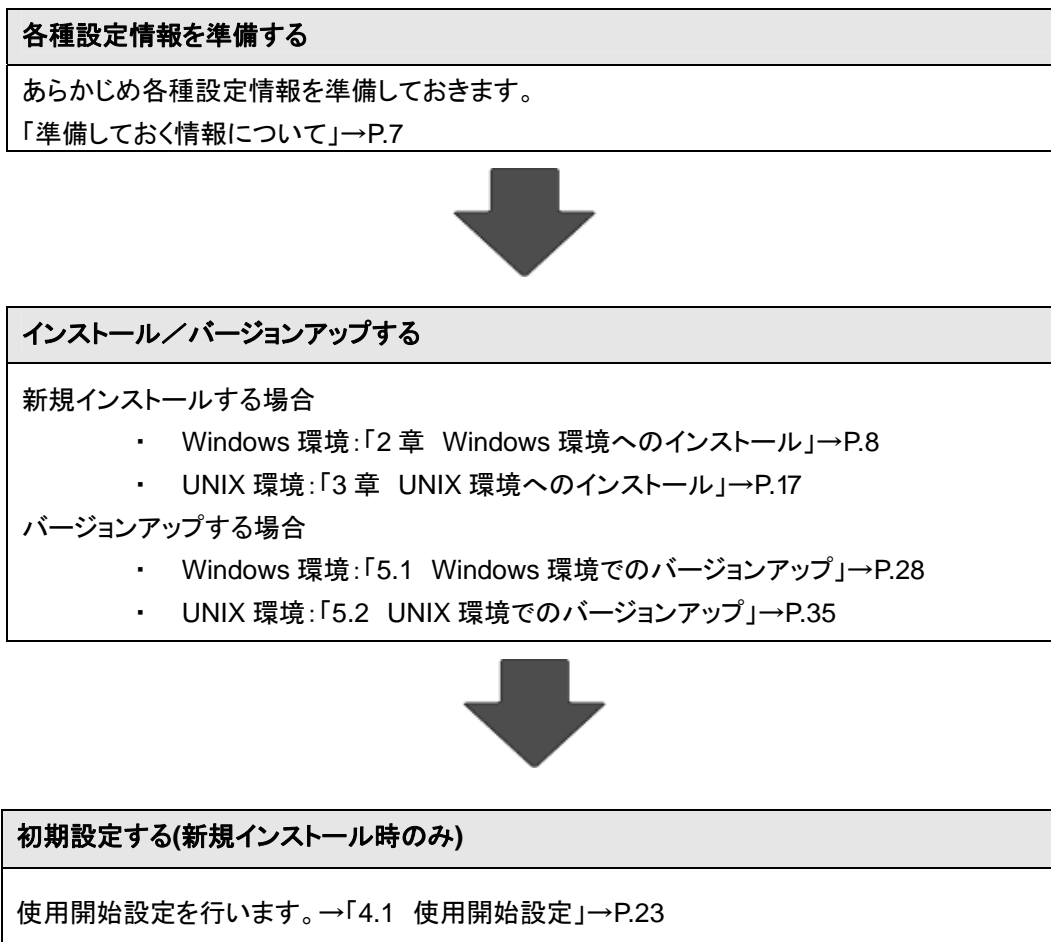 各種設定情報を準備する
あらかじめ各種設定情報を準備しておきます。
「準備しておく情報について」→P.7
インストール／バージョンアップする
新規インストールする場合
・ Windows 環境：「2 章 Windows 環境へのインストール」→P.8
・ UNIX 環境：「3 章 UNIX 環境へのインストール」→P.17
バージョンアップする場合
・ Windows 環境：「5.1 Windows 環境でのバージョンアップ」→P.28
・ UNIX 環境：「5.2 UNIX 環境でのバージョンアップ」→P.35
初期設定する(新規インストール時のみ)
使用開始設定を行います。→「4.1 使用開始設定」→P.23